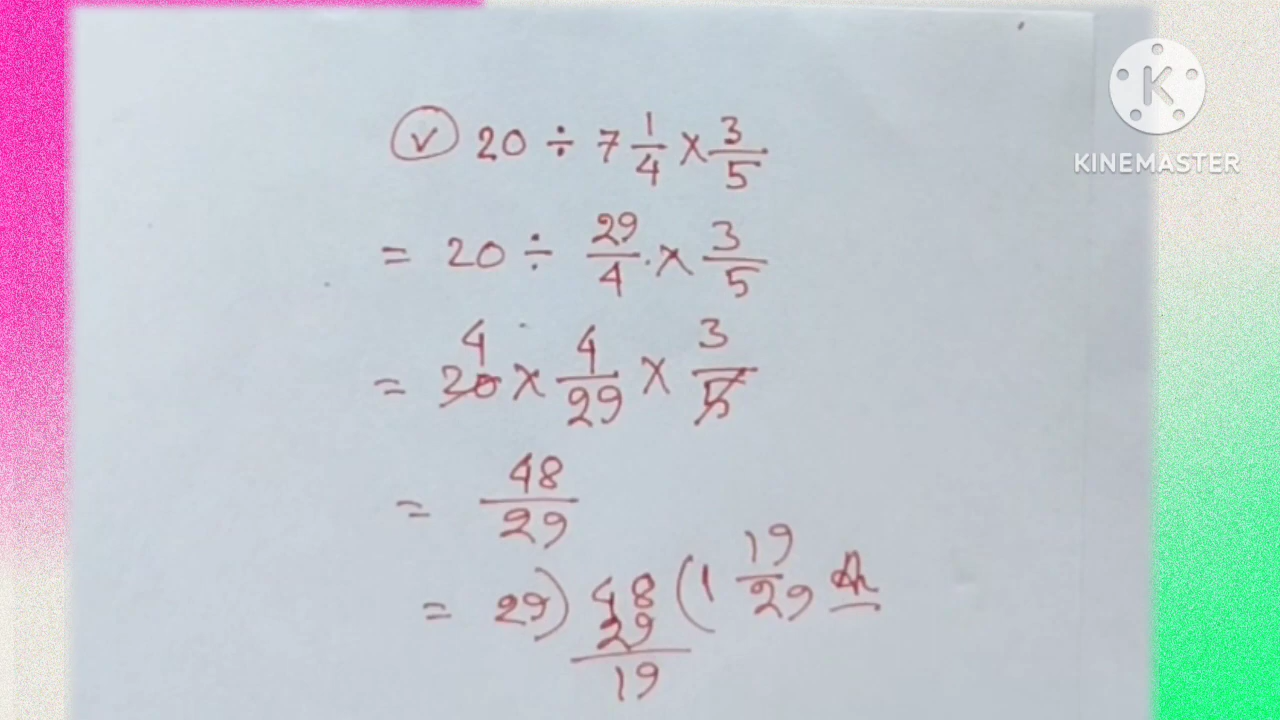 (v) 20 ÷ 7 1/4 × 3/5
= 20 ÷ 29/4 . × 3/5
= 20 4 × 4/29 × 3/5
= 48/29
= 29) 48 (1 19/29 A
29
19
K
KINEMASTER